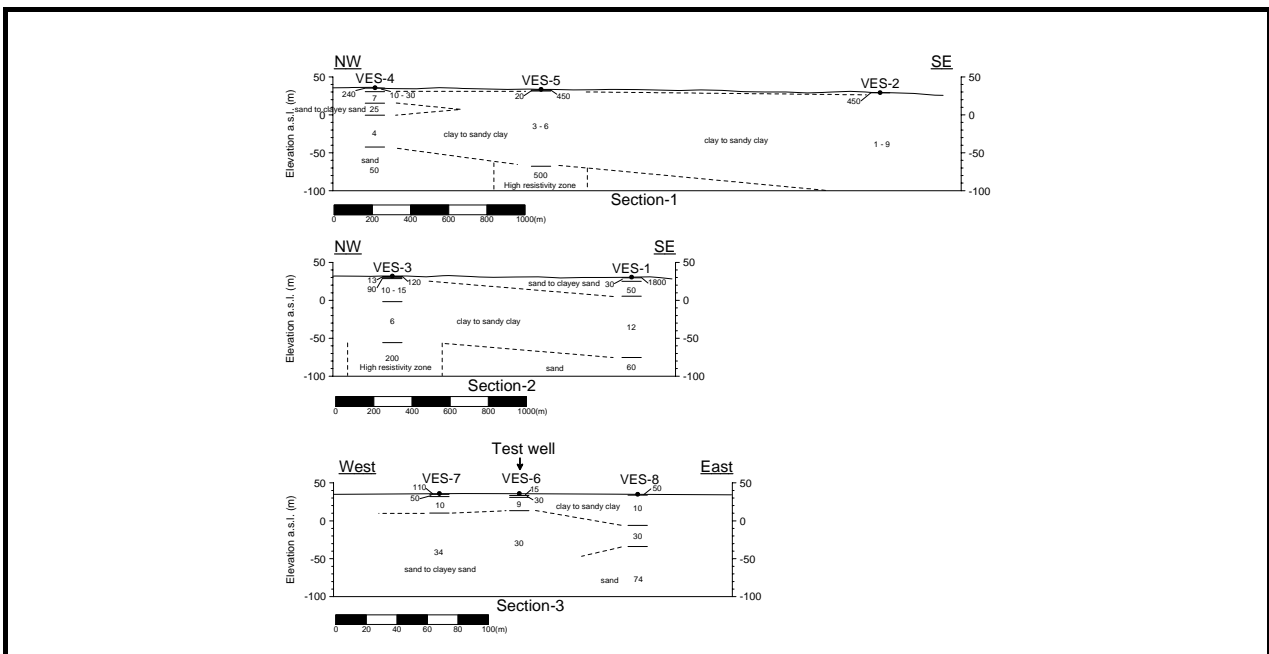 NW SE
VES-4 VES-5 VES-2
50 50
240 10 - 30 20 450 450
7
sand to clayey sand 25
0 0
3 - 6
4 clay to sandy clay clay to sandy clay 1 - 9
-50 -50
sand
50
500
High resistivity zone
-100 -100
Elevation a.s.l. (m)
Section-1
0 200 400 600 800 1000(m)
NW SE
VES-3 VES-1
50 50
13 120 sand to clayey sand 30 1800
90 10 - 15 50
0 0
6 clay to sandy clay 12
-50 -50
200
High resistivity zone sand 60
-100 -100
Elevation a.s.l. (m)
Section-2
0 200 400 600 800 1000(m)
Test well
West East
VES-7 VES-6 VES-8
50 50
110 15 50
50 30
10 9 clay to sandy clay 10
0 0
30 30
34
-50 -50
sand to clayey sand
sand 74
-100 -100
Elevation a.s.l. (m)
Section-3
0 20 40 60 80 100(m)